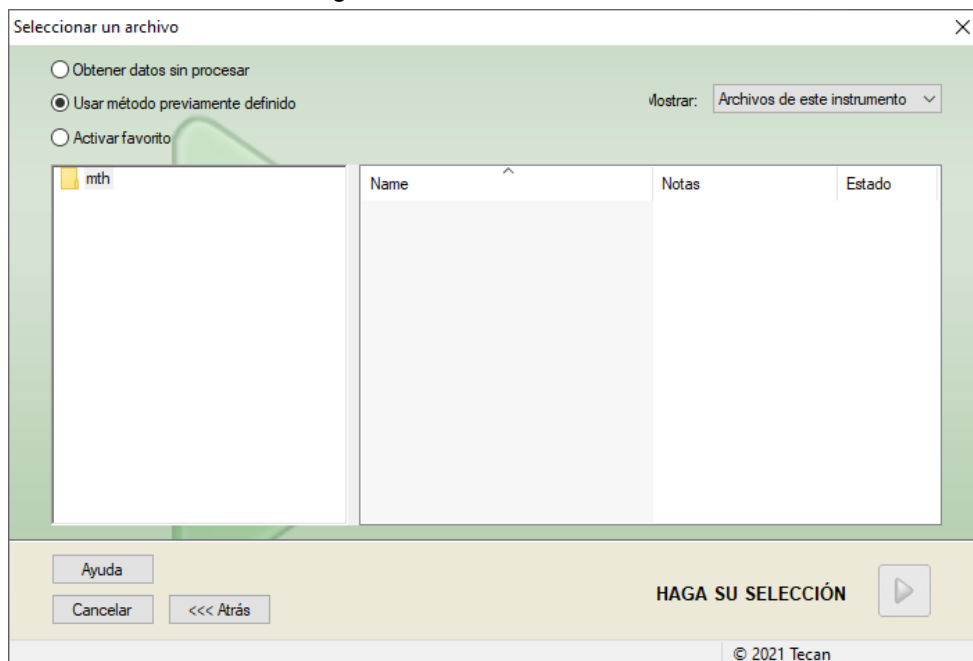 Seleccionar un archivo
Obtener datos sin procesar
Usar método previamente definido
Mostrar: Archivos de este instrumento
Activar favorito
mth
Name Notas Estado
Ayuda
Cancelar <<< Atrás
HAGA SU SELECCIÓN
© 2021 Tecan